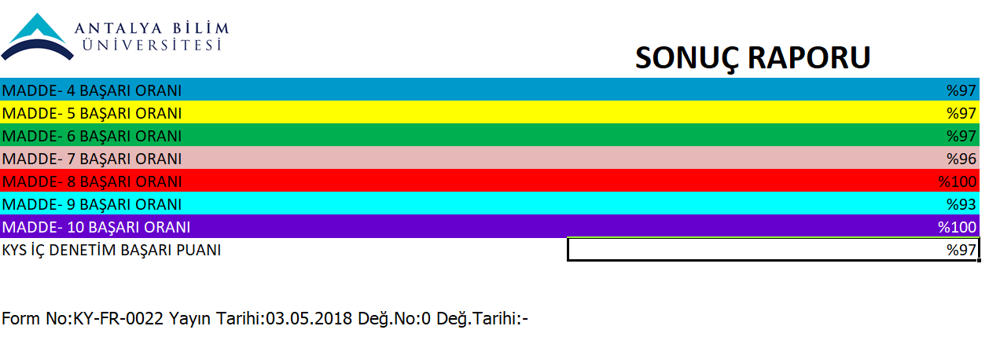 ANTALYA BİLİM
ÜNİVERSİTESİ
SONUÇ RAPORU
MADDE- 4 BAŞARI ORANI %97
MADDE- 5 BAŞARI ORANI %97
MADDE- 6 BAŞARI ORANI %97
MADDE- 7 BAŞARI ORANI %96
MADDE- 8 BAŞARI ORANI %100
MADDE- 9 BAŞARI ORANI %93
MADDE- 10 BAŞARI ORANI %100
KYS İÇ DENETİM BAŞARI PUANI %97
Form No:KY-FR-0022 Yayın Tarihi:03.05.2018 Değ.No:0 Değ.Tarihi:-